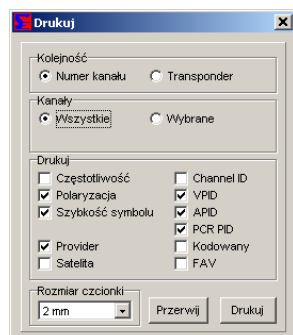 Drukuj
Kolejność
Numer kanału Transponder
Kanały
Wszystkie Wybrane
Drukuj
Częstotliwość Channel ID
Polaryzacja VPID
Szybkość symbolu APID
PCR PID
Provider Kodowany
Satelita FAV
Rozmiar czcionki
2 mm Przerwij Drukuj